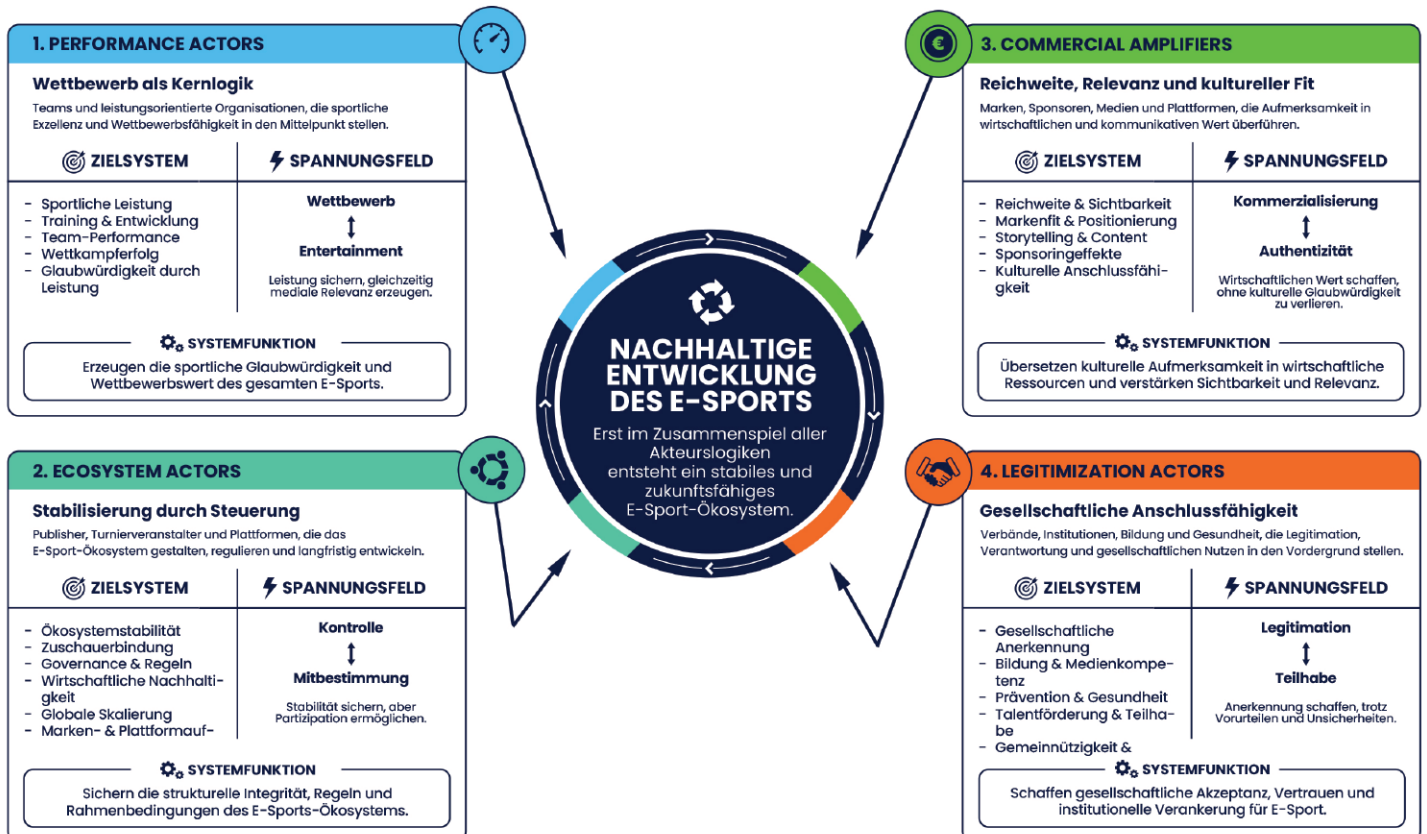 1. PERFORMANCE ACTORS
Wettbewerb als Kernlogik
Teams und leistungsorientierte Organisationen, die sportliche
Exzellenz und Wettbewerbsfähigkeit in den Mittelpunkt stellen.
ZIELSYSTEM
- Sportliche Leistung
- Training & Entwicklung
- Team-Performance
- Wettkampferfolg
- Glaubwürdigkeit durch
Leistung
SPANNUNGSFELD
Wettbewerb
Entertainment
Leistung sichern, gleichzeitig
mediale Relevanz erzeugen.
SYSTEMFUNKTION
Erzeugen die sportliche Glaubwürdigkeit und
Wettbewerbswert des gesamten E-Sports.
2. ECOSYSTEM ACTORS
Stabilisierung durch Steuerung
Publisher, Turnierveranstalter und Plattformen, die das
E-Sport-Ökosystem gestalten, regulieren und langfristig entwickeln.
ZIELSYSTEM
- Ökosystemstabilität
- Zuschauerbindung
- Governance & Regeln
- Wirtschaftliche Nachhalti-
gkeit
- Globale Skalierung
- Marken- & Plattformauf-
SPANNUNGSFELD
Kontrolle
Mitbestimmung
Stabilität sichern, aber
Partizipation ermöglichen.
SYSTEMFUNKTION
Sichern die strukturelle Integrität, Regeln und
Rahmenbedingungen des E-Sports-Ökosystems.
NACHHALTIGE
ENTWICKLUNG
DES E-SPORTS
Erst im Zusammenspiel aller
Akteurslogiken
entsteht ein stabiles und
zukunftsfähiges
E-Sport-Ökosystem.
€
3. COMMERCIAL AMPLIFIERS
Reichweite, Relevanz und kultureller Fit
Marken, Sponsoren, Medien und Plattformen, die Aufmerksamkeit in
wirtschaftlichen und kommunikativen Wert überführen.
ZIELSYSTEM
- Reichweite & Sichtbarkeit
- Markenfit & Positionierung
- Storytelling & Content
- Sponsoringeffekte
- Kulturelle Anschlussfähi-
gkeit
SPANNUNGSFELD
Kommerzialisierung
Authentizität
Wirtschaftlichen Wert schaffen,
ohne kulturelle Glaubwürdigkeit
zu verlieren.
SYSTEMFUNKTION
Übersetzen kulturelle Aufmerksamkeit in wirtschaftliche
Ressourcen und verstärken Sichtbarkeit und Relevanz.
4. LEGITIMIZATION ACTORS
Gesellschaftliche Anschlussfähigkeit
Verbände, Institutionen, Bildung und Gesundheit, die Legitimation,
Verantwortung und gesellschaftlichen Nutzen in den Vordergrund stellen.
ZIELSYSTEM
- Gesellschaftliche
Anerkennung
- Bildung & Medienkompe-
tenz
- Prävention & Gesundheit
- Talentförderung & Teilha-
be
- Gemeinnützigkeit &
SPANNUNGSFELD
Legitimation
Teilhabe
Anerkennung schaffen, trotz
Vorurteilen und Unsicherheiten.
SYSTEMFUNKTION
Schaffen gesellschaftliche Akzeptanz, Vertrauen und
institutionelle Verankerung für E-Sport.